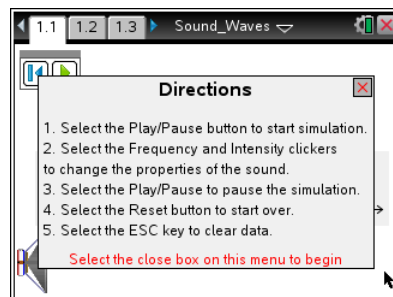 1.1 1.2 1.3 Sound_Waves
Directions
1. Select the Play/Pause button to start simulation.
2. Select the Frequency and Intensity clickers
to change the properties of the sound.
3. Select the Play/Pause to pause the simulation.
4. Select the Reset button to start over.
5. Select the ESC key to clear data.
Select the close box on this menu to begin